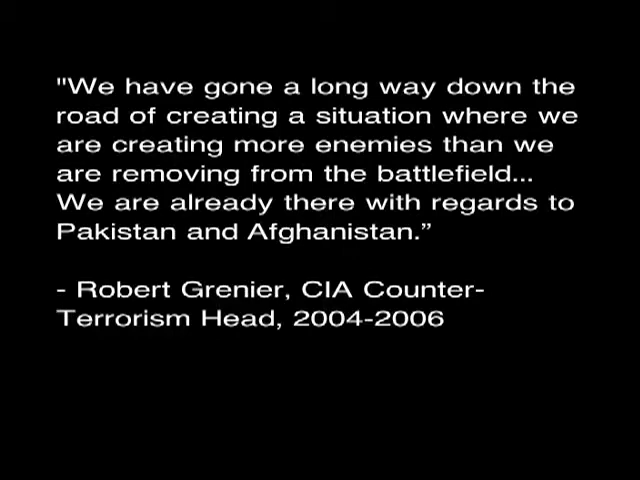 "We have gone a long way down the
road of creating a situation where we
are creating more enemies than we
are removing from the battlefield...
We are already there with regards to
Pakistan and Afghanistan.”
- Robert Grenier, CIA Counter-
Terrorism Head, 2004-2006